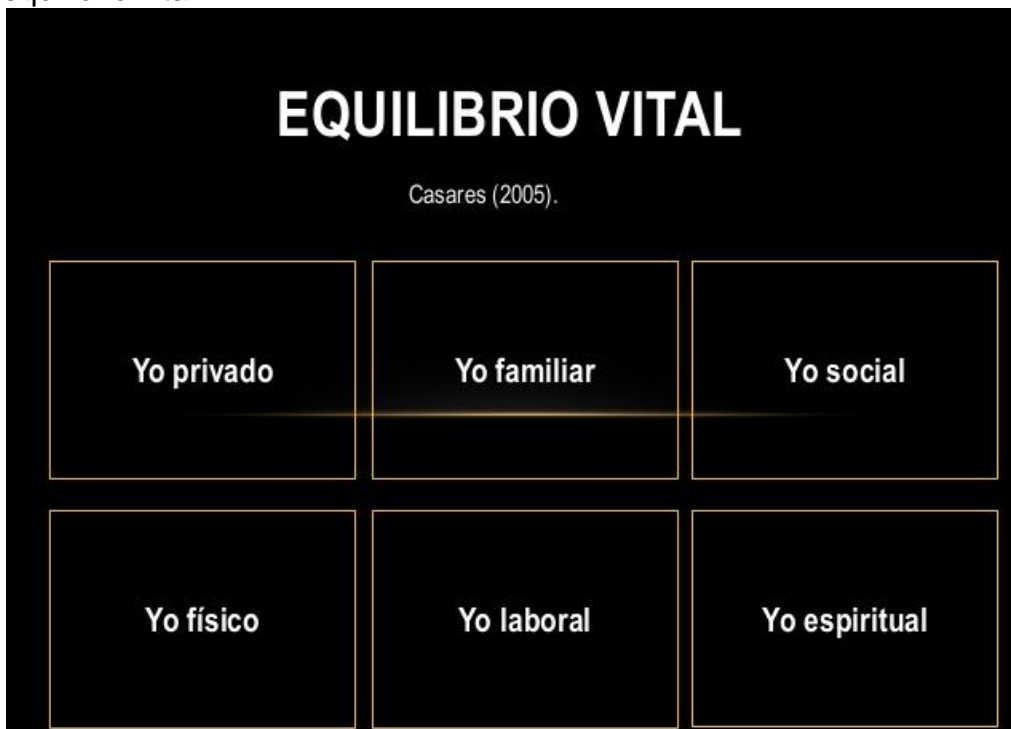 EQUILIBRIO VITAL
Casares (2005).
Yo privado
Yo familiar
Yo social
Yo físico
Yo laboral
Yo espiritual